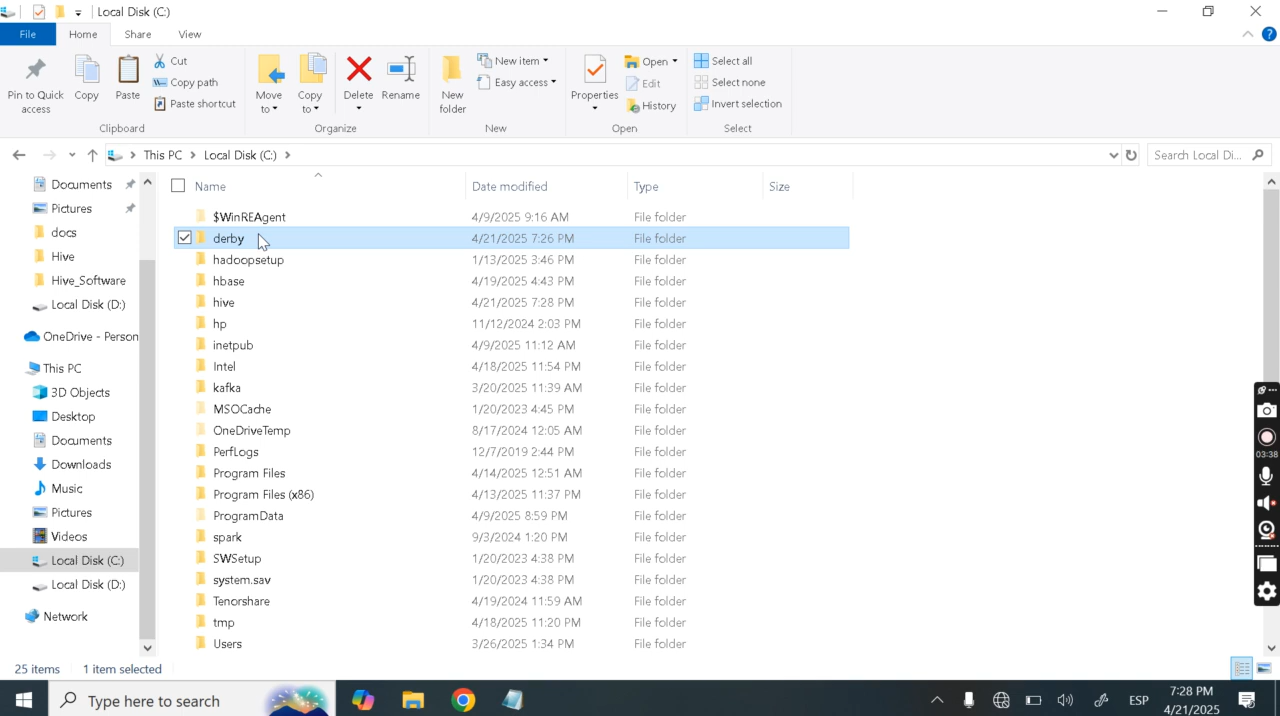 Local Disk (C:)
File
Home
Share
View
Pin to Quick access
Copy
Paste
Cut
Copy path
Paste shortcut
Clipboard
Move to
Copy to
Delete
Rename
Organize
New folder
New item
Easy access
New
Properties
Open
Edit
History
Open
Select all
Select none
Invert selection
Select
This PC
Local Disk (C:)
Search Local Di...
Documents
Pictures
docs
Hive
Hive_Software
Local Disk (D:)
OneDrive - Person
This PC
3D Objects
Desktop
Documents
Downloads
Music
Pictures
Videos
Local Disk (C:)
Local Disk (D:)
Network
Name Date modified Type Size
$WinREAgent 4/9/2025 9:16 AM File folder
derby 4/21/2025 7:26 PM File folder
hadoopsetup 1/13/2025 3:46 PM File folder
hbase 4/19/2025 4:43 PM File folder
hive 4/21/2025 7:28 PM File folder
hp 11/12/2024 2:03 PM File folder
inetpub 4/9/2025 11:12 AM File folder
Intel 4/18/2025 11:54 PM File folder
kafka 3/20/2025 11:39 AM File folder
MSOCache 1/20/2023 4:45 PM File folder
OneDriveTemp 8/17/2024 12:05 AM File folder
PerfLogs 12/7/2019 2:44 PM File folder
Program Files 4/14/2025 12:51 AM File folder
Program Files (x86) 4/13/2025 11:37 PM File folder
ProgramData 4/9/2025 8:59 PM File folder
spark 9/3/2024 1:20 PM File folder
SWSetup 1/20/2023 4:38 PM File folder
system.sav 1/20/2023 4:38 PM File folder
Tenorshare 4/19/2024 11:59 AM File folder
tmp 4/18/2025 11:20 PM File folder
Users 3/26/2025 1:34 PM File folder
03:38
25 items 1 item selected
Type here to search
ESP
7:28 PM
4/21/2025